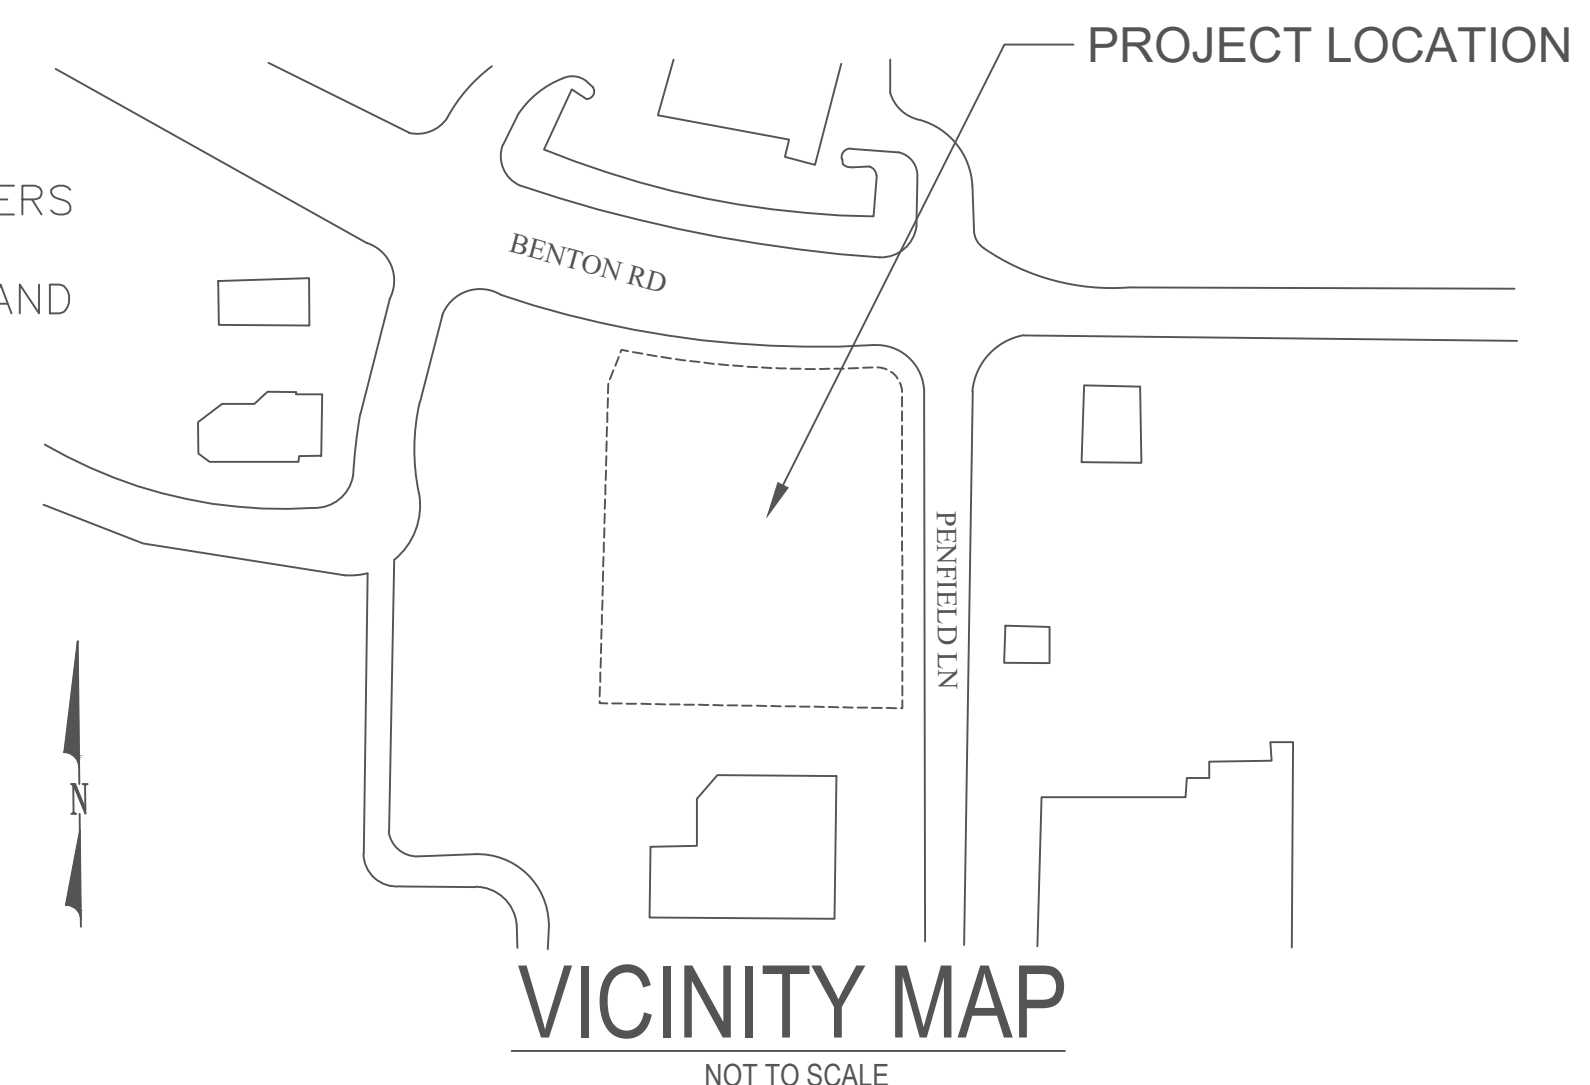 PROJECT LOCATION
ERS
BENTON RD
AND
PENFIELD LN
N
VICINITY MAP
NOT TO SCALE